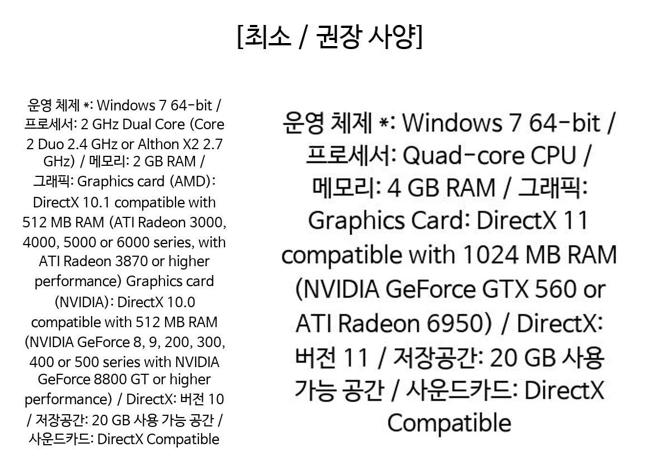 [최소 / 권장 사양]
운영 체제 *: Windows 7 64-bit /
프로세서: 2 GHz Dual Core (Core
2 Duo 2.4 GHz or Althon X2 2.7
GHz) / 메모리: 2 GB RAM /
그래픽: Graphics card (AMD):
DirectX 10.1 compatible with
512 MB RAM (ATI Radeon 3000,
4000, 5000 or 6000 series, with
ATI Radeon 3870 or higher
performance) Graphics card
(NVIDIA): DirectX 10.0
compatible with 512 MB RAM
(NVIDIA GeForce 8, 9, 200, 300,
400 or 500 series with NVIDIA
GeForce 8800 GT or higher
performance) / DirectX: 버전 10
/ 저장공간: 20 GB 사용 가능 공간 /
사운드카드: DirectX Compatible
운영 체제 *: Windows 7 64-bit /
프로세서: Quad-core CPU /
메모리: 4 GB RAM / 그래픽:
Graphics Card: DirectX 11
compatible with 1024 MB RAM
(NVIDIA GeForce GTX 560 or
ATI Radeon 6950) / DirectX:
버전 11 / 저장공간: 20 GB 사용
가능 공간 / 사운드카드: DirectX
Compatible